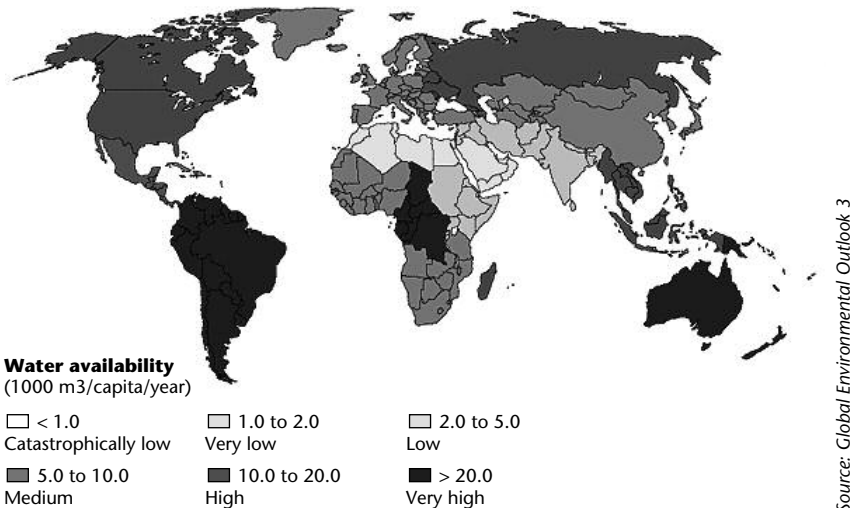 Water availability
(1000 m3/capita/year)
< 1.0
Catastrophically low
1.0 to 2.0
Very low
2.0 to 5.0
Low
5.0 to 10.0
Medium
10.0 to 20.0
High
> 20.0
Very high
Source: Global Environmental Outlook 3